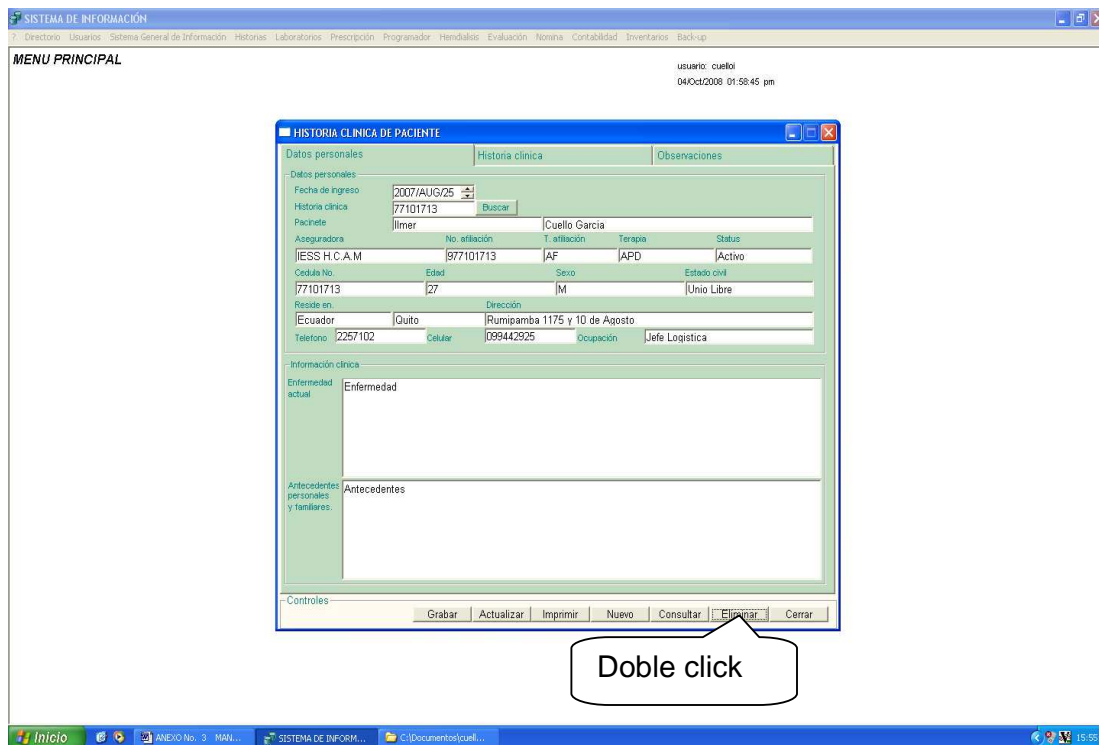 SISTEMA DE INFORMACIÓN
? Directorio Usuarios Sistema General de Información Historias Laboratorios Prescripción Programador Hemdialsis Evaluación Nomina Contabilidad Inventarios Back-up
MENU PRINCIPAL
usuario: cuelloi
04/Oct/2008 01:58:45 pm
HISTORIA CLINICA DE PACIENTE
Datos personales Historia clinica Observaciones
Datos personales
Fecha de ingreso 2007/AUG/25
Historia clinica 77101713 Buscar
Pacinete Ilmer Cuello Garcia
Aseguradora No. afiliación T. afiliación Terapia Status
IESS H.C.A.M 977101713 AF APD Activo
Cedula No. Edad Sexo Estado civil
77101713 27 M Unio Libre
Reside en. Dirección
Ecuador Quito Rumipamba 1175 y 10 de Agosto
Telefono 2257102 Celular 099442925 Ocupación Jefe Logistica
Información clinica
Enfermedad actual Enfermedad
Antecedentes personales y familiares. Antecedentes
Controles
Grabar Actualizar Imprimir Nuevo Consultar Eliminar Cerrar
Doble click
Inicio ANEXO No. 3 MAN... SISTEMA DE INFORM... C:\Documentos\cuell... 15:55